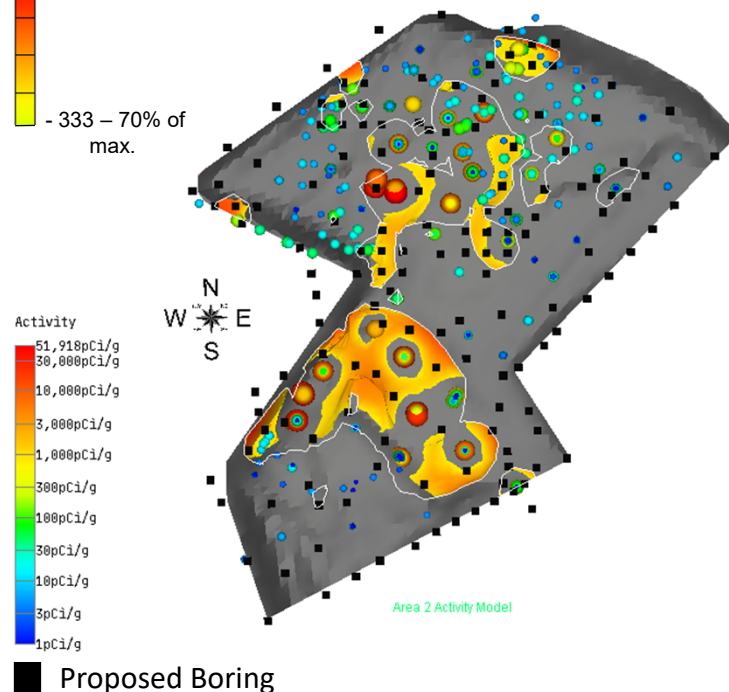 - 333 – 70% of
max.
N
W E
S
Activity
51,918pCi/g
30,000pCi/g
10,000pCi/g
3,000pCi/g
1,000pCi/g
300pCi/g
100pCi/g
30pCi/g
10pCi/g
3pCi/g
1pCi/g
Area 2 Activity Model
Proposed Boring